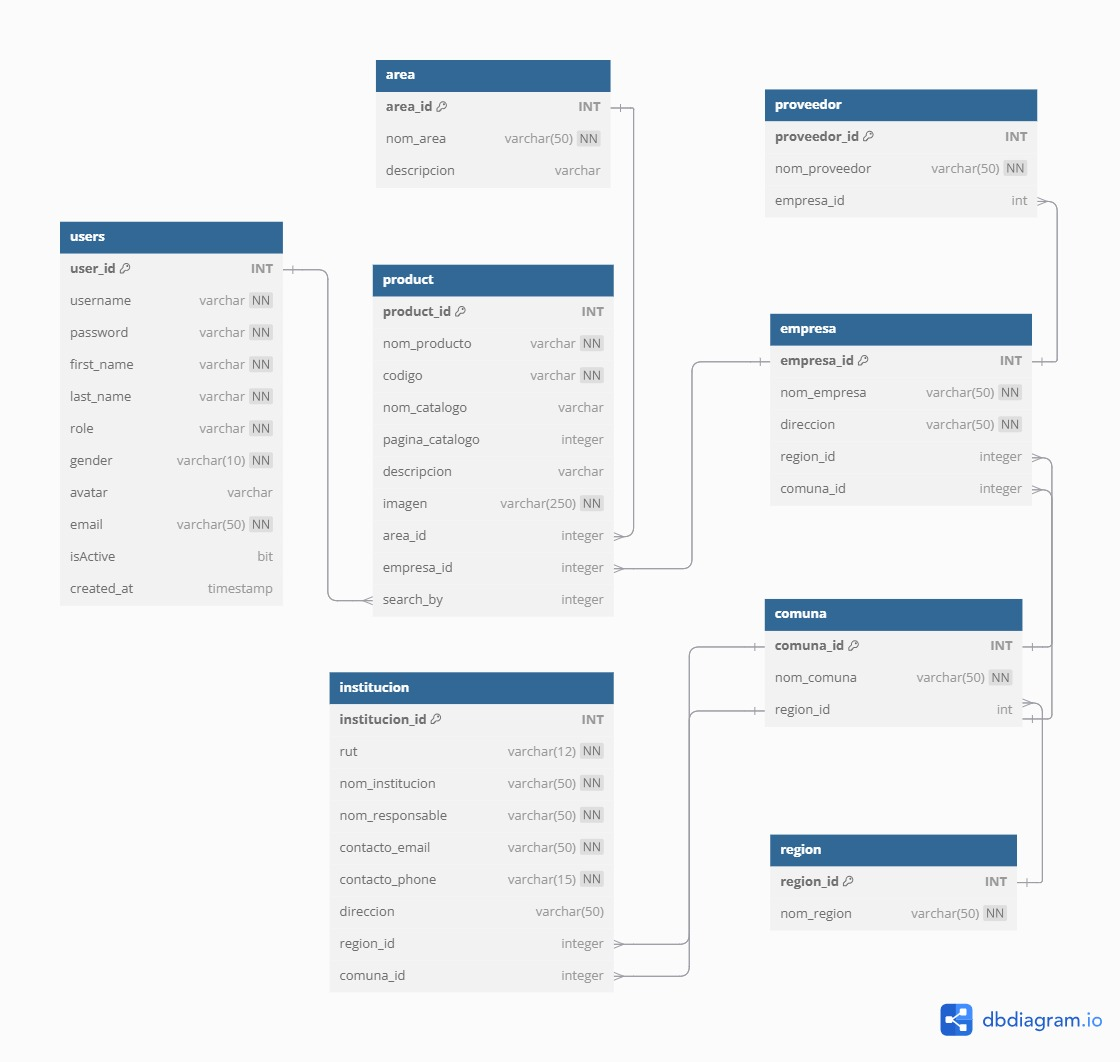 area
area_id INT
nom_area varchar(50) NN
descripcion varchar
proveedor
proveedor_id INT
nom_proveedor varchar(50) NN
empresa_id int
users
user_id INT
username varchar NN
password varchar NN
first_name varchar NN
last_name varchar NN
role varchar NN
gender varchar(10) NN
avatar varchar
email varchar(50) NN
isActive bit
created_at timestamp
product
product_id INT
nom_producto varchar NN
codigo varchar NN
nom_catalogo varchar
pagina_catalogo integer
descripcion varchar
imagen varchar(250) NN
area_id integer
empresa_id integer
search_by integer
empresa
empresa_id INT
nom_empresa varchar(50) NN
direccion varchar(50) NN
region_id integer
comuna_id integer
comuna
comuna_id INT
nom_comuna varchar(50) NN
region_id int
institucion
institucion_id INT
rut varchar(12) NN
nom_institucion varchar(50) NN
nom_responsable varchar(50) NN
contacto_email varchar(50) NN
contacto_phone varchar(15) NN
direccion varchar(50)
region_id integer
comuna_id integer
region
region_id INT
nom_region varchar(50) NN
dbdiagram.io